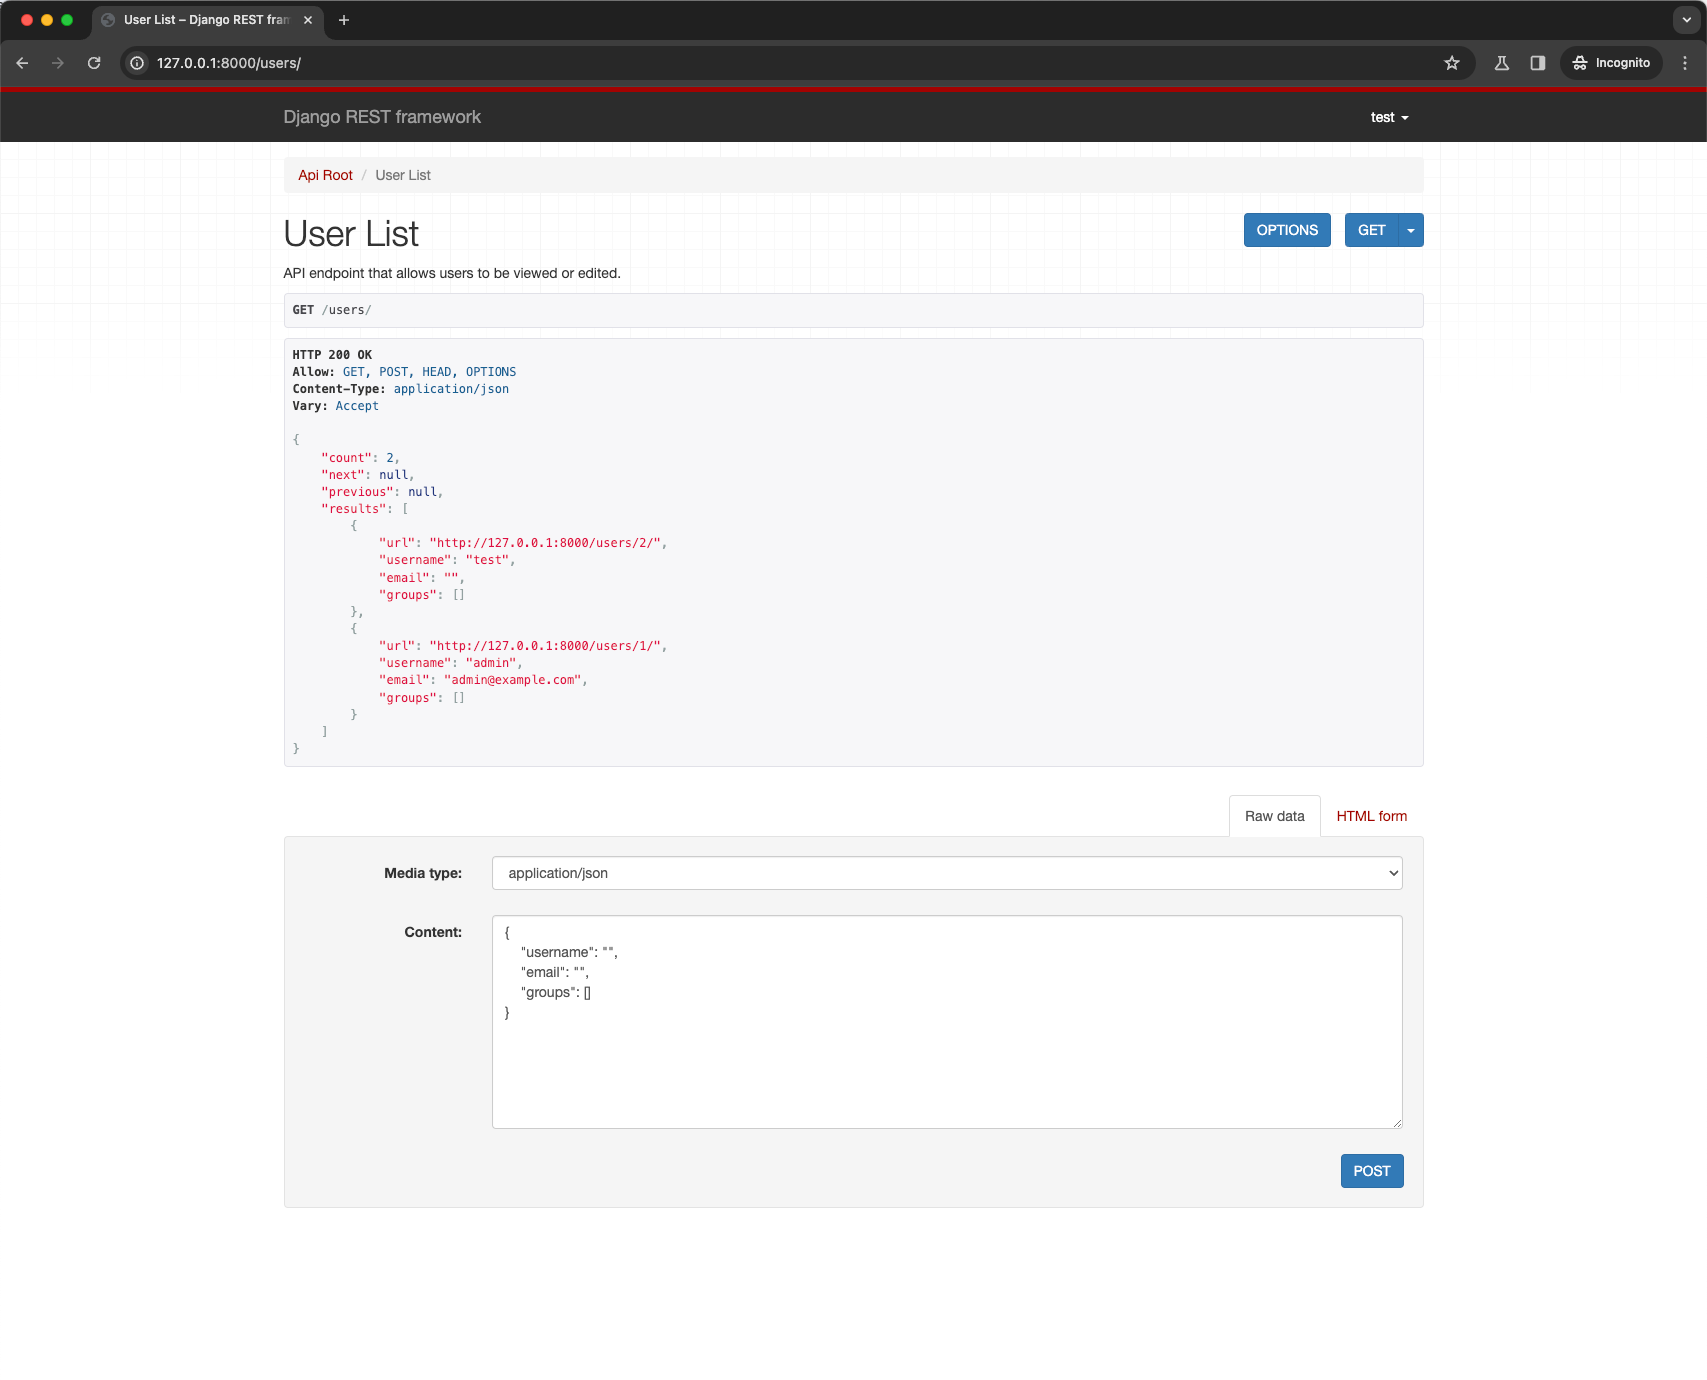 User List – Django REST fran
127.0.0.1:8000/users/
Incognito
Django REST framework
test
Api Root / User List
User List
OPTIONS
GET
API endpoint that allows users to be viewed or edited.
GET /users/
HTTP 200 OK
Allow: GET, POST, HEAD, OPTIONS
Content-Type: application/json
Vary: Accept
{
    "count": 2,
    "next": null,
    "previous": null,
    "results": [
        {
            "url": "http://127.0.0.1:8000/users/2/",
            "username": "test",
            "email": "",
            "groups": []
        },
        {
            "url": "http://127.0.0.1:8000/users/1/",
            "username": "admin",
            "email": "admin@example.com",
            "groups": []
        }
    ]
}
Raw data
HTML form
Media type:
application/json
Content:
{
    "username": "",
    "email": "",
    "groups": []
}
POST